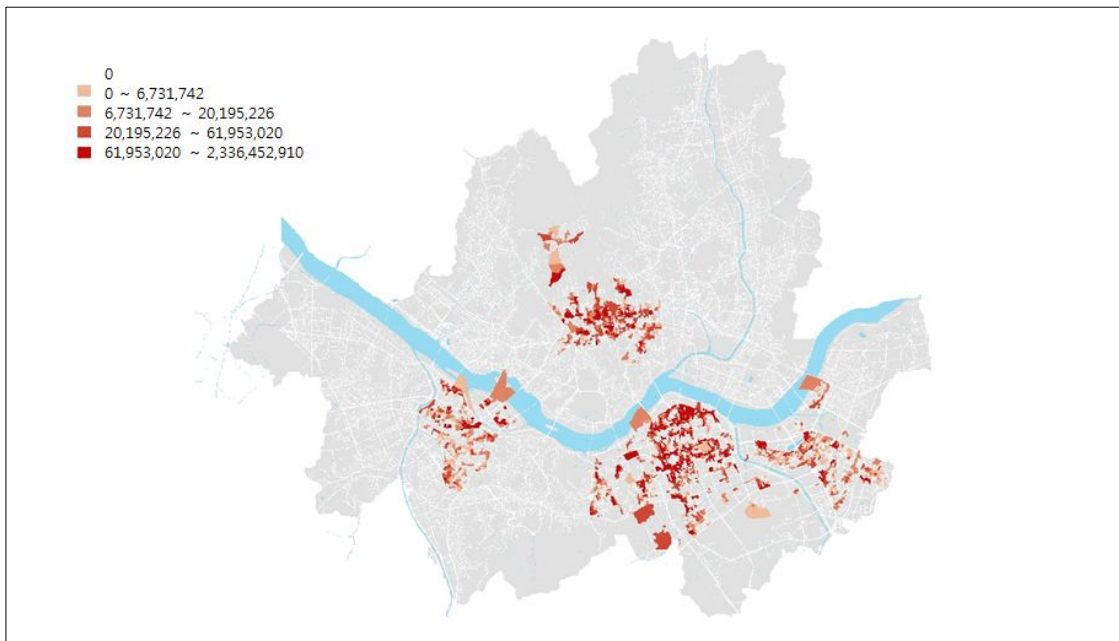 0
0 ~ 6,731,742
6,731,742 ~ 20,195,226
20,195,226 ~ 61,953,020
61,953,020 ~ 2,336,452,910